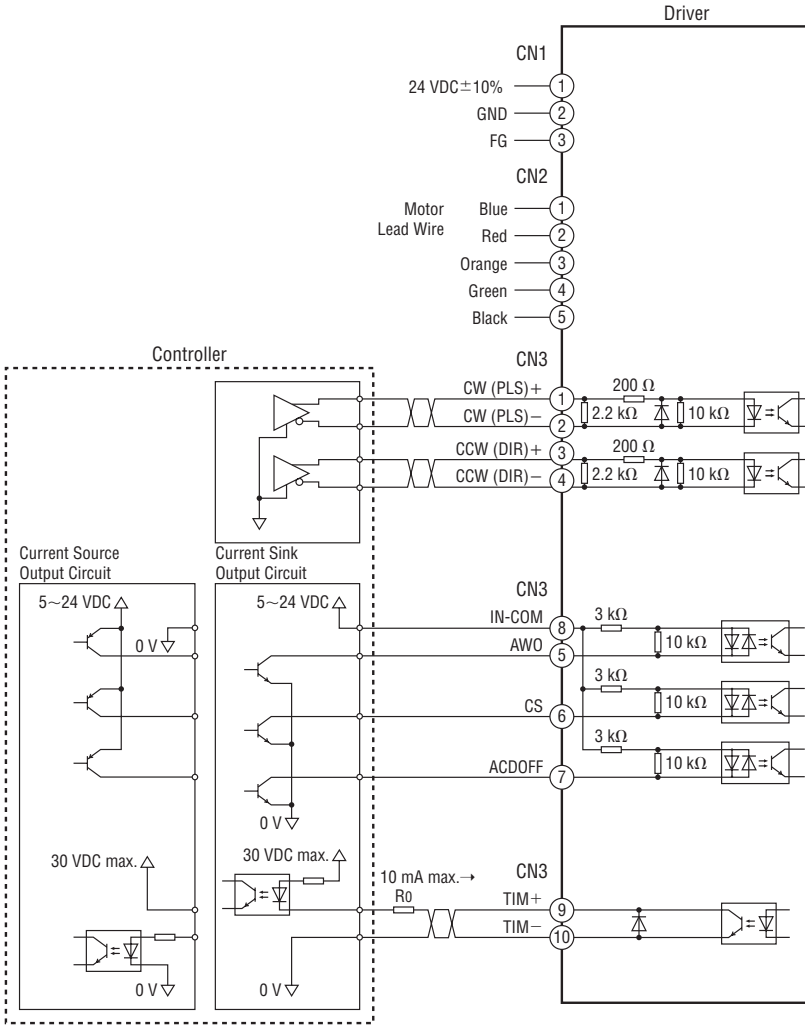 Driver
CN1
24 VDC±10%
1
GND
2
FG
3
CN2
Motor
Lead Wire
Blue
1
Red
2
Orange
3
Green
4
Black
5
Controller
CN3
CW (PLS)+
1
200 Ω
CW (PLS)−
2
2.2 kΩ
10 kΩ
CCW (DIR)+
3
200 Ω
CCW (DIR)−
4
2.2 kΩ
10 kΩ
Current Source
Output Circuit
Current Sink
Output Circuit
5~24 VDC
0 V
5~24 VDC
0 V
CN3
IN-COM
8
3 kΩ
AWO
5
10 kΩ
3 kΩ
CS
6
10 kΩ
3 kΩ
ACDOFF
7
10 kΩ
30 VDC max.
0 V
30 VDC max.
0 V
10 mA max.→
R0
CN3
TIM+
9
TIM−
10